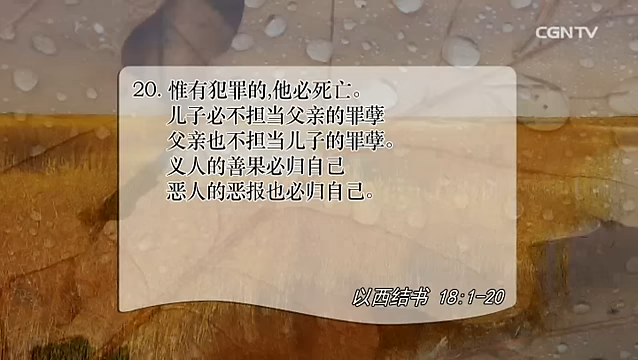 CGNTV
20. 惟有犯罪的,他必死亡。
儿子必不担当父亲的罪孽
父亲也不担当儿子的罪孽。
义人的善果必归自己
恶人的恶报也必归自己。
以西结书 18:1-20